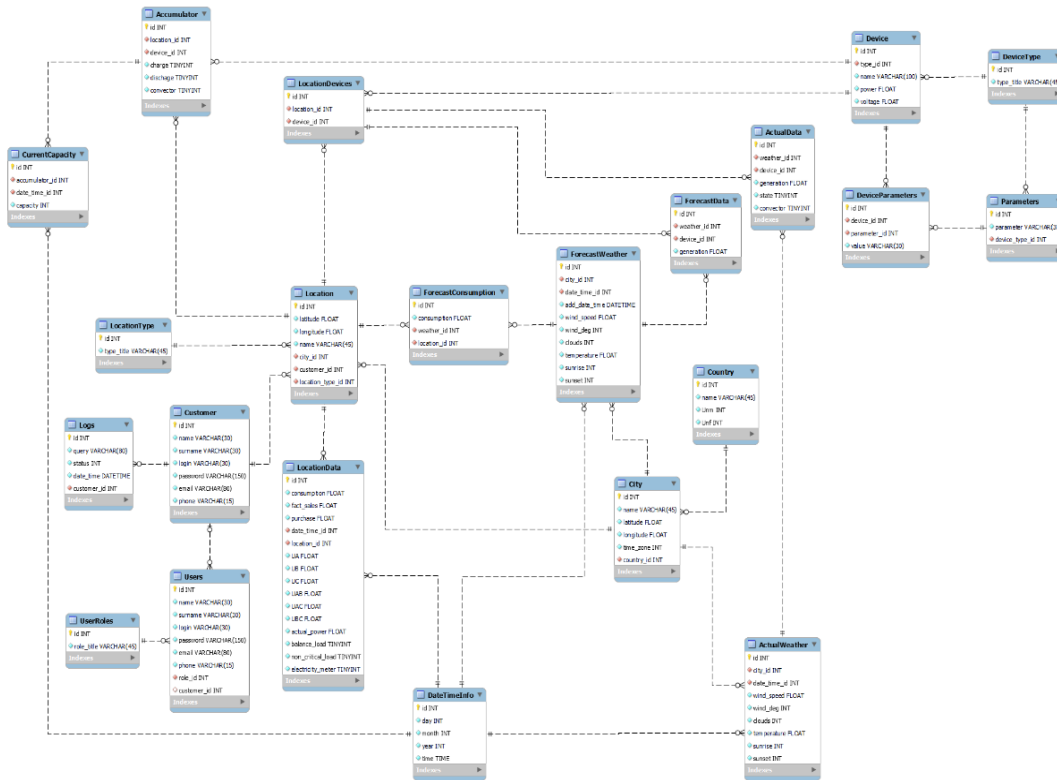 Accumulator
id INT
location_id INT
device_id INT
charge TINYINT
dischage TINYINT
convector TINYINT
Indexes
Device
id INT
type_id INT
name VARCHAR(100)
power FLOAT
voltage FLOAT
Indexes
DeviceType
id INT
type_title VARCHAR(45)
Indexes
LocationDevices
id INT
location_id INT
device_id INT
Indexes
ActualData
id INT
weather_id INT
device_id INT
generation FLOAT
state TINYINT
convector TINYINT
Indexes
CurrentCapacity
id INT
accumulator_id INT
date_time_id INT
capacity INT
Indexes
DeviceParameters
id INT
device_id INT
parameter_id INT
value VARCHAR(30)
Indexes
Parameters
id INT
device_type_id INT
Indexes
ForecastData
id INT
weather_id INT
device_id INT
generation FLOAT
Indexes
ForecastWeather
id INT
city_id INT
date_time_id INT
add_date_time DATETIME
wind_speed FLOAT
wind_deg INT
clouds INT
temperature FLOAT
sunrise INT
sunset INT
Indexes
Location
id INT
latitude FLOAT
longitude FLOAT
name VARCHAR(45)
city_id INT
customer_id INT
location_type_id INT
Indexes
ForecastConsumption
id INT
consumption FLOAT
weather_id INT
location_id INT
Indexes
LocationType
id INT
type_title VARCHAR(45)
Indexes
Country
id INT
name VARCHAR(45)
Unn INT
Unf INT
Indexes
Logs
id INT
query VARCHAR(80)
status INT
date_time DATETIME
customer_id INT
Indexes
Customer
id INT
name VARCHAR(30)
surname VARCHAR(30)
login VARCHAR(30)
password VARCHAR(150)
email VARCHAR(80)
phone VARCHAR(15)
Indexes
LocationData
id INT
consumption FLOAT
fact_sales FLOAT
purchase FLOAT
date_time_id INT
location_id INT
UA FLOAT
UB FLOAT
UC FLOAT
UAB FLOAT
UAC FLOAT
UBC FLOAT
actual_power FLOAT
balance_load TINYINT
non_critical_load TINYINT
electricity_meter TINYINT
Indexes
City
id INT
name VARCHAR(45)
latitude FLOAT
longitude FLOAT
time_zone INT
country_id INT
Indexes
Users
id INT
name VARCHAR(30)
surname VARCHAR(30)
login VARCHAR(30)
password VARCHAR(150)
email VARCHAR(80)
phone VARCHAR(15)
role_id INT
customer_id INT
Indexes
UserRoles
id INT
role_title VARCHAR(45)
Indexes
ActualWeather
id INT
city_id INT
date_time_id INT
wind_speed FLOAT
wind_deg INT
clouds INT
temperature FLOAT
sunrise INT
sunset INT
Indexes
DateTimeInfo
id INT
day INT
month INT
year INT
time TIME
Indexes